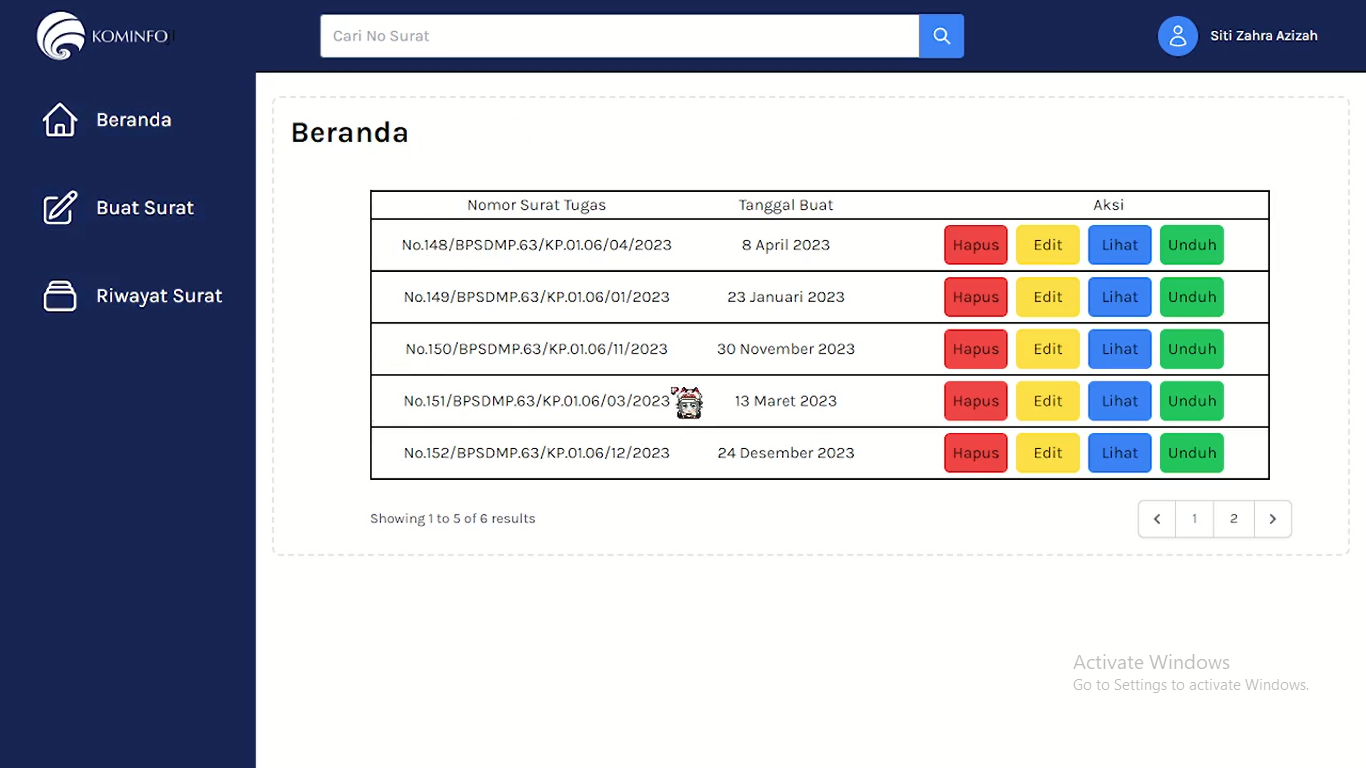 KOMINFO
Cari No Surat
Siti Zahra Azizah
Beranda
Buat Surat
Riwayat Surat
Beranda
Nomor Surat Tugas Tanggal Buat Aksi
No.148/BPSDMP.63/KP.01.06/04/2023 8 April 2023 Hapus Edit Lihat Unduh
No.149/BPSDMP.63/KP.01.06/01/2023 23 Januari 2023 Hapus Edit Lihat Unduh
No.150/BPSDMP.63/KP.01.06/11/2023 30 November 2023 Hapus Edit Lihat Unduh
No.151/BPSDMP.63/KP.01.06/03/2023 13 Maret 2023 Hapus Edit Lihat Unduh
No.152/BPSDMP.63/KP.01.06/12/2023 24 Desember 2023 Hapus Edit Lihat Unduh
Showing 1 to 5 of 6 results
1 2
Activate Windows
Go to Settings to activate Windows.